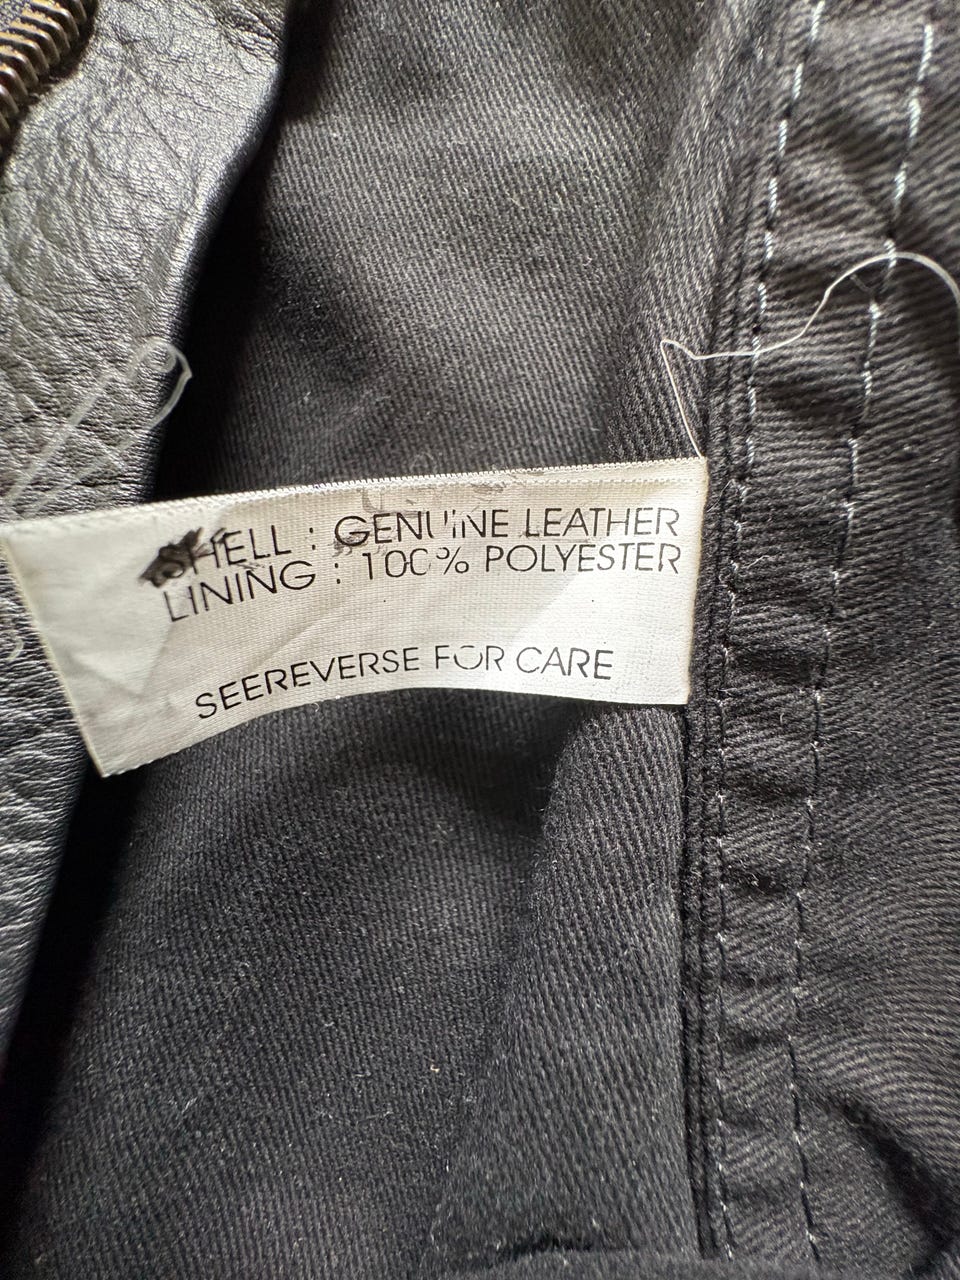 SHELL : GENUINE LEATHER
LINING : 100% POLYESTER
SEEREVERSE FOR CARE